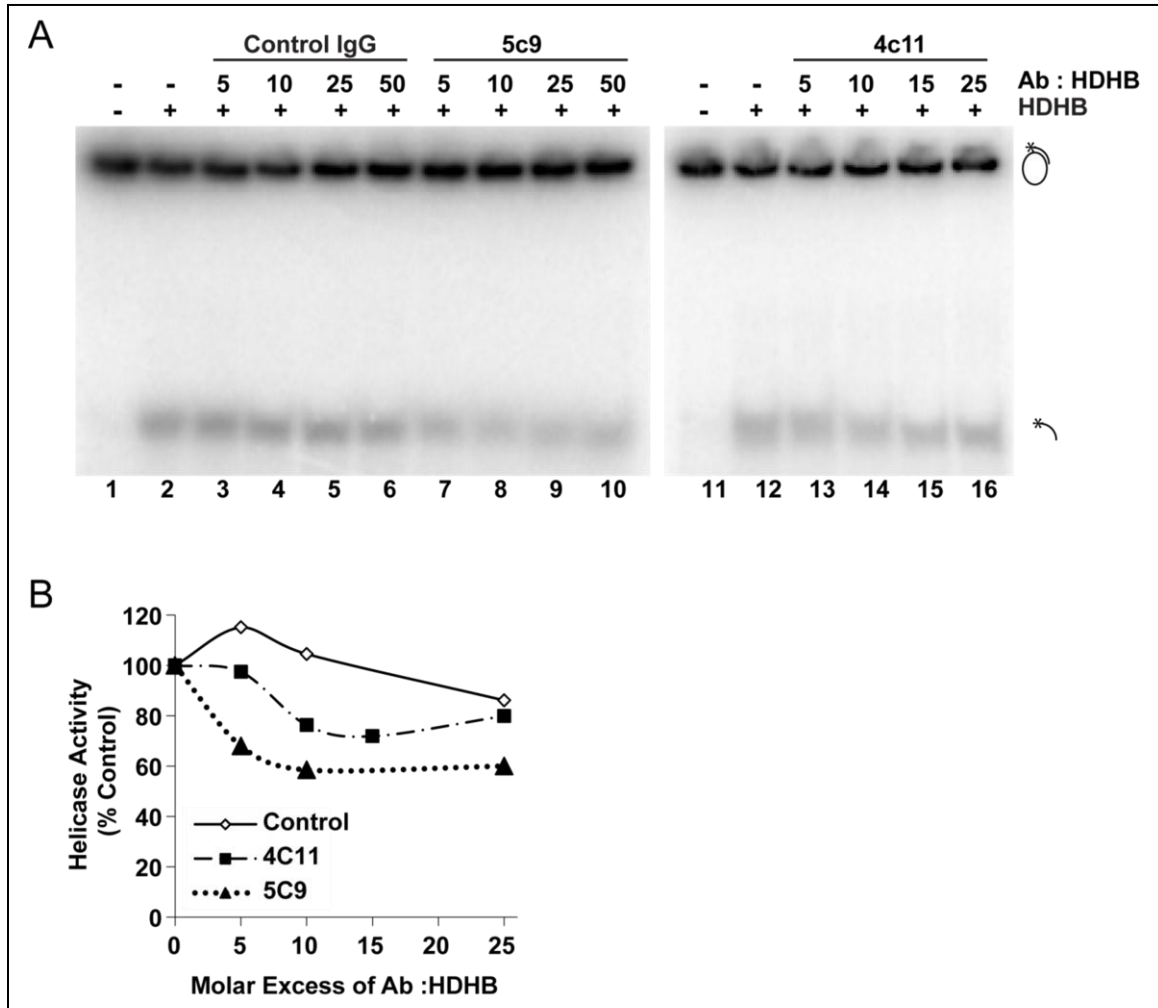 A
Control IgG 5c9 4c11
- - 5 10 25 50 5 10 25 50 - - 5 10 15 25 Ab : HDHB
- + + + + + + + + + - + + + + + HDHB
*
*
1 2 3 4 5 6 7 8 9 10 11 12 13 14 15 16
B
120
100
80
60
40
20
0
Helicase Activity
(% Control)
Control
4C11
5C9
0 5 10 15 20 25
Molar Excess of Ab :HDHB